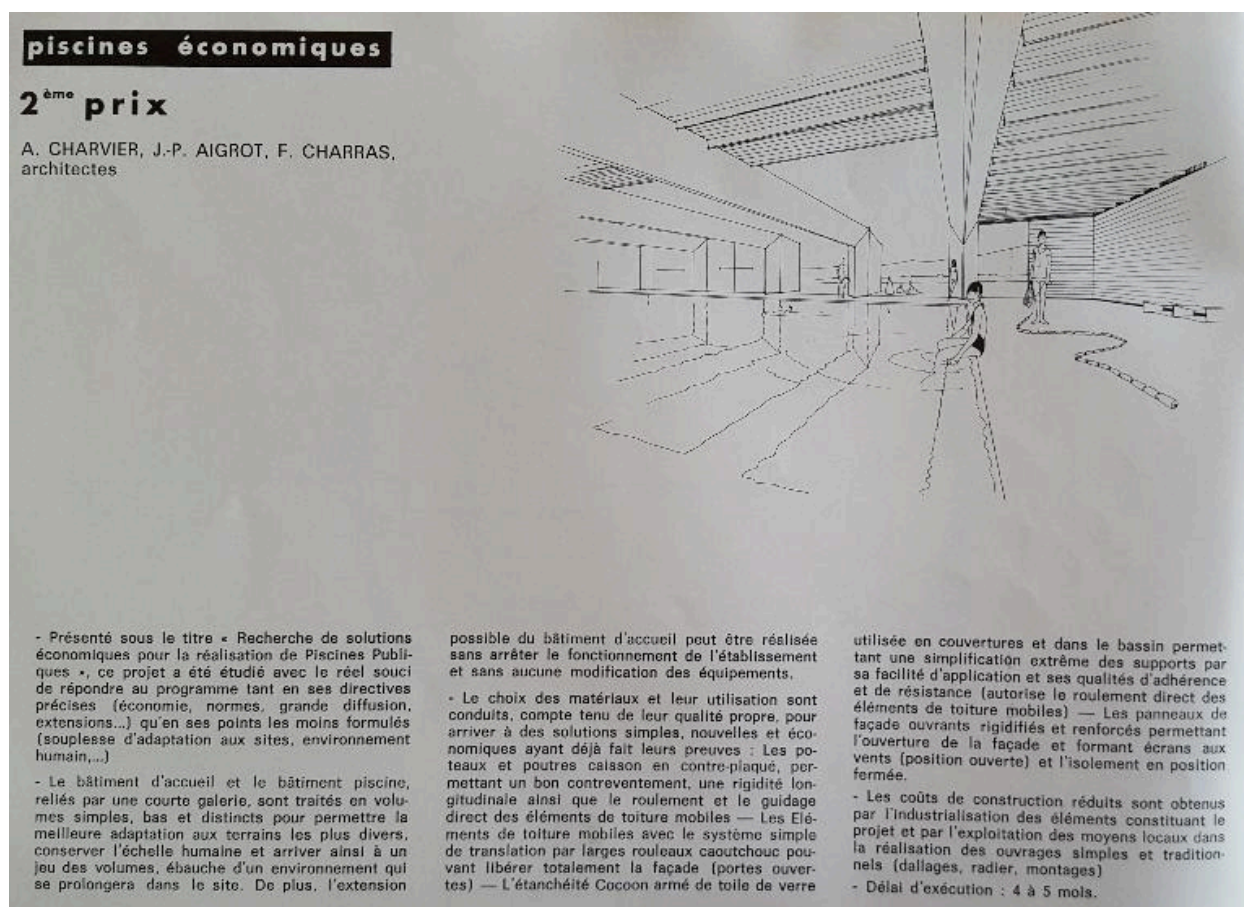 piscines économiques
2ème prix
A. CHARVIER, J.-P. AIGROT, F. CHARRAS,
architectes
- Présenté sous le titre « Recherche de solutions
économiques pour la réalisation de Piscines Publi-
ques », ce projet a été étudié avec le réel souci
de répondre au programme tant en ses directives
précises (économie, normes, grande diffusion,
extensions...) qu'en ses points les moins formulés
(souplesse d'adaptation aux sites, environnement
humain,...)
- Le bâtiment d'accueil et le bâtiment piscine,
reliés par une courte galerie, sont traités en volu-
mes simples, bas et distincts pour permettre la
meilleure adaptation aux terrains les plus divers,
conserver l'échelle humaine et arriver ainsi à un
jeu des volumes, ébauche d'un environnement qui
se prolongera dans le site. De plus, l'extension
possible du bâtiment d'accueil peut être réalisée
sans arrêter le fonctionnement de l'établissement
et sans aucune modification des équipements.
- Le choix des matériaux et leur utilisation sont
conduits, compte tenu de leur qualité propre, pour
arriver à des solutions simples, nouvelles et éco-
nomiques ayant déjà fait leurs preuves : Les po-
teaux et poutres caisson en contre-plaqué, per-
mettant un bon contreventement, une rigidité lon-
gitudinale ainsi que le roulement et le guidage
direct des éléments de toiture mobiles — Les Elé-
ments de toiture mobiles avec le système simple
de translation par larges rouleaux caoutchouc pou-
vant libérer totalement la façade (portes ouver-
tes) — L'étanchéité Cocoon armé de toile de verre
utilisée en couvertures et dans le bassin permet-
tant une simplification extrême des supports par
sa facilité d'application et ses qualités d'adhérence
et de résistance (autorise le roulement direct des
éléments de toiture mobiles) — Les panneaux de
façade ouvrants rigidifiés et renforcés permettant
l'ouverture de la façade et formant écrans aux
vents (position ouverte) et l'isolement en position
fermée.
- Les coûts de construction réduits sont obtenus
par l'industrialisation des éléments constituant le
projet et par l'exploitation des moyens locaux dans
la réalisation des ouvrages simples et tradition-
nels (dallages, radier, montages)
- Délai d'exécution : 4 à 5 mois.